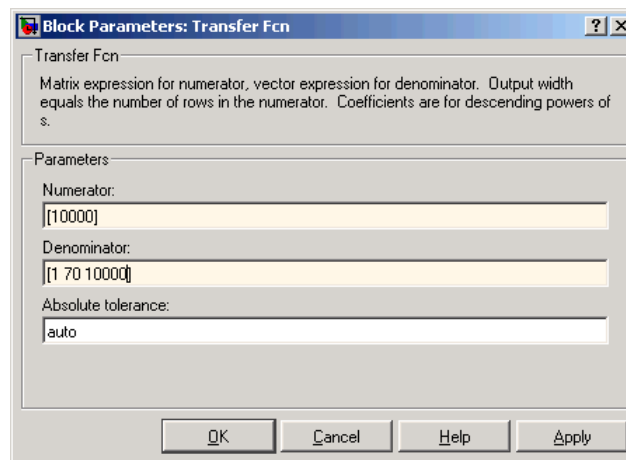 Block Parameters: Transfer Fcn
Transfer Fcn
Matrix expression for numerator, vector expression for denominator. Output width
equals the number of rows in the numerator. Coefficients are for descending powers of
s.
Parameters
Numerator:
[10000]
Denominator:
[1 70 10000]
Absolute tolerance:
auto
OK Cancel Help Apply